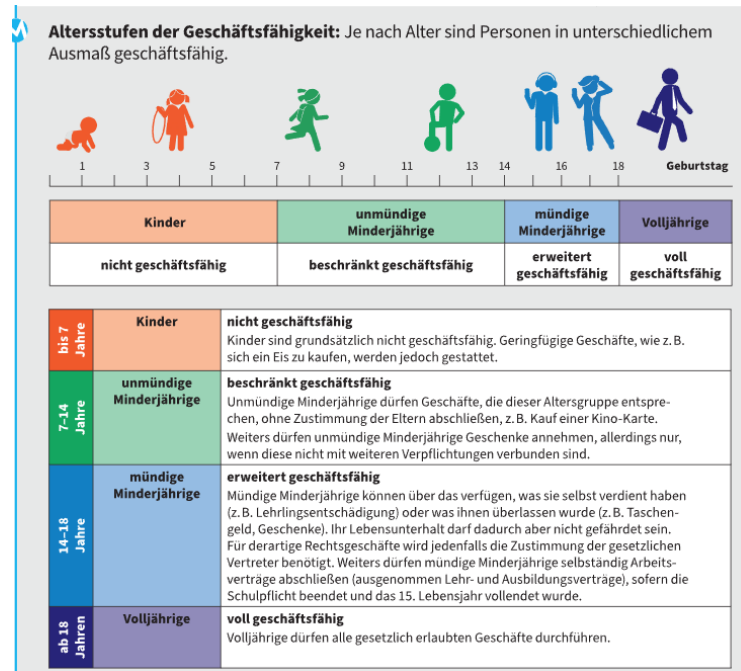 Altersstufen der Geschäftsfähigkeit: Je nach Alter sind Personen in unterschiedlichem
Ausmaß geschäftsfähig.
1 3 5 7 9 11 13 14 16 18 Geburtstag
Kinder
unmündige
Minderjährige
mündige
Minderjährige
Volljährige
nicht geschäftsfähig
beschränkt geschäftsfähig
erweitert
geschäftsfähig
voll
geschäftsfähig
bis 7
Jahre
Kinder
nicht geschäftsfähig
Kinder sind grundsätzlich nicht geschäftsfähig. Geringfügige Geschäfte, wie z. B.
sich ein Eis zu kaufen, werden jedoch gestattet.
7–14
Jahre
unmündige
Minderjährige
beschränkt geschäftsfähig
Unmündige Minderjährige dürfen Geschäfte, die dieser Altersgruppe entspre-
chen, ohne Zustimmung der Eltern abschließen, z. B. Kauf einer Kino-Karte.
Weiters dürfen unmündige Minderjährige Geschenke annehmen, allerdings nur,
wenn diese nicht mit weiteren Verpflichtungen verbunden sind.
14–18
Jahre
mündige
Minderjährige
erweitert geschäftsfähig
Mündige Minderjährige können über das verfügen, was sie selbst verdient haben
(z. B. Lehrlingsentschädigung) oder was ihnen überlassen wurde (z. B. Taschen-
geld, Geschenke). Ihr Lebensunterhalt darf dadurch aber nicht gefährdet sein.
Für derartige Rechtsgeschäfte wird jedenfalls die Zustimmung der gesetzlichen
Vertreter benötigt. Weiters dürfen mündige Minderjährige selbständig Arbeits-
verträge abschließen (ausgenommen Lehr- und Ausbildungsverträge), sofern die
Schulpflicht beendet und das 15. Lebensjahr vollendet wurde.
ab 18
Jahren
Volljährige
voll geschäftsfähig
Volljährige dürfen alle gesetzlich erlaubten Geschäfte durchführen.